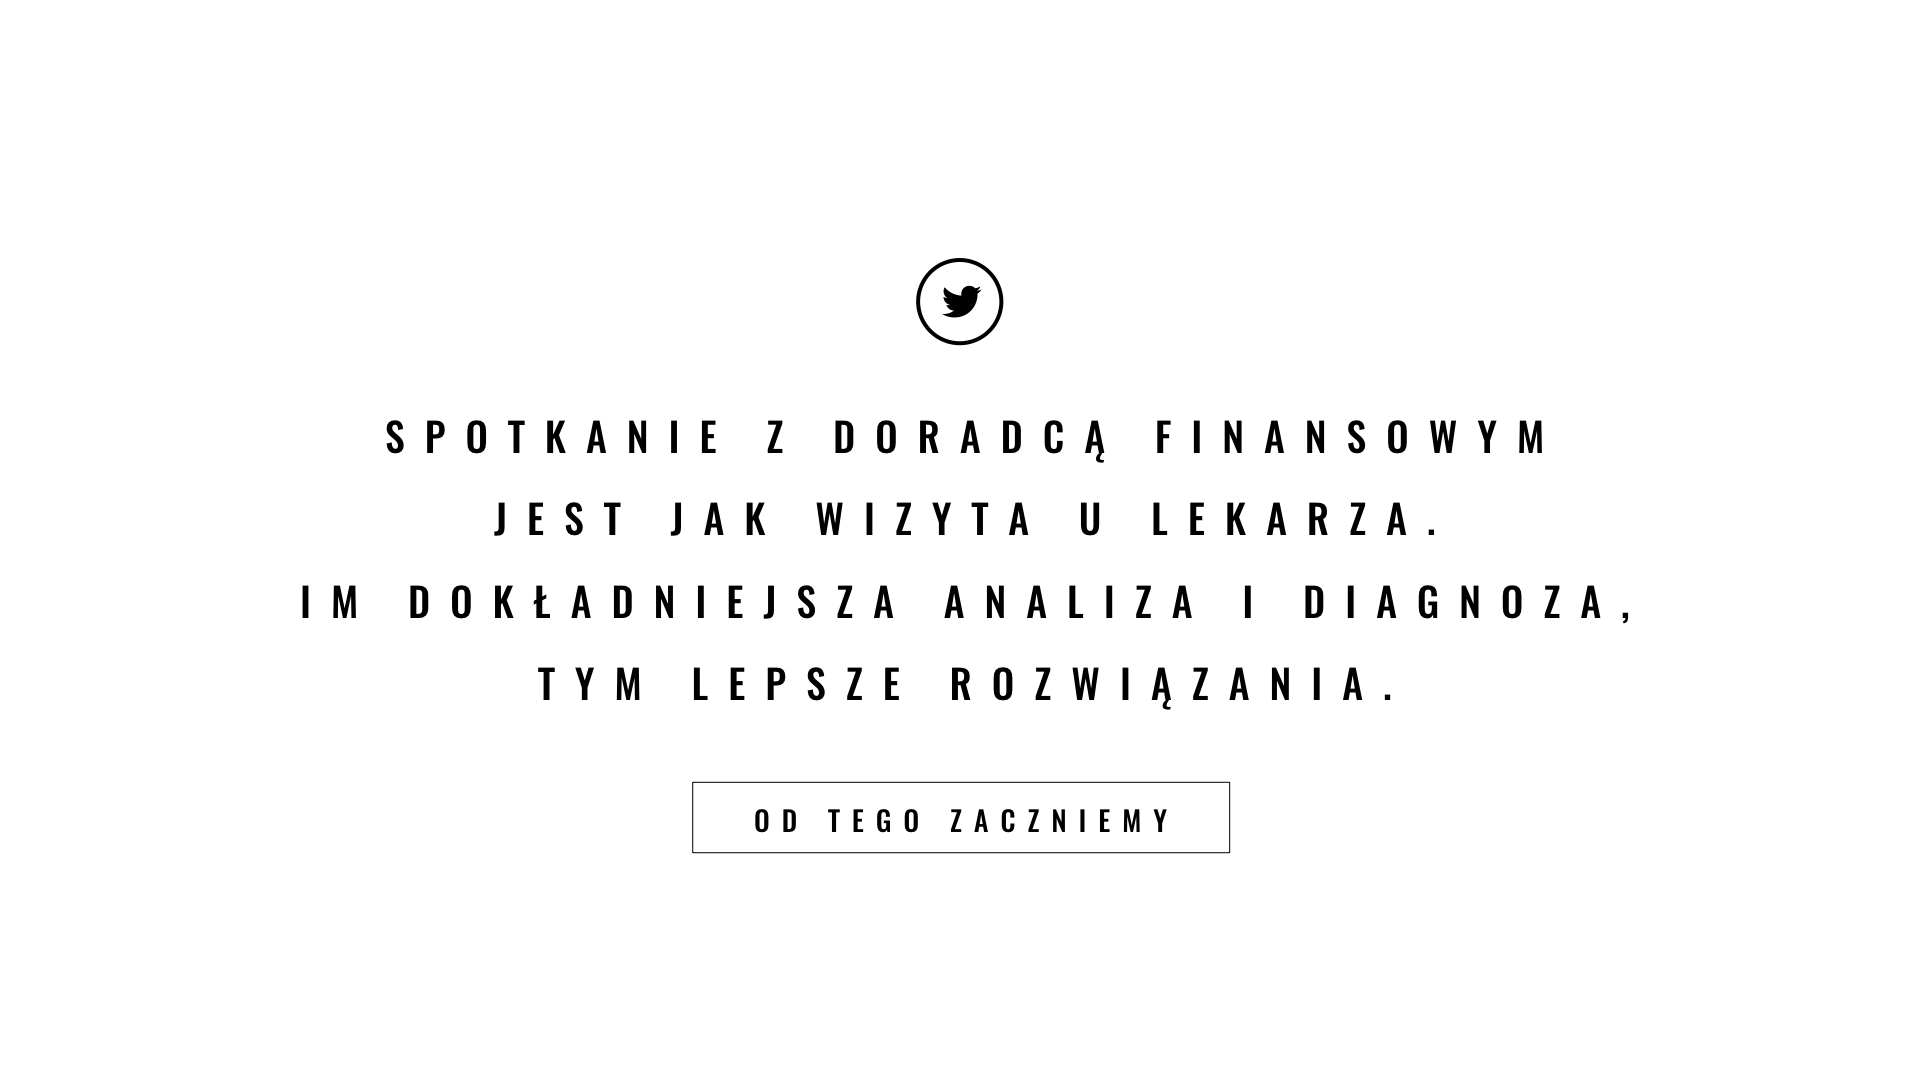 SPOTKANIE Z DORADCĄ FINANSOWYM
JEST JAK WIZYTA U LEKARZA.
IM DOKŁADNIEJSZA ANALIZA I DIAGNOZA,
TYM LEPSZE ROZWIĄZANIA.
OD TEGO ZACZNIEMY